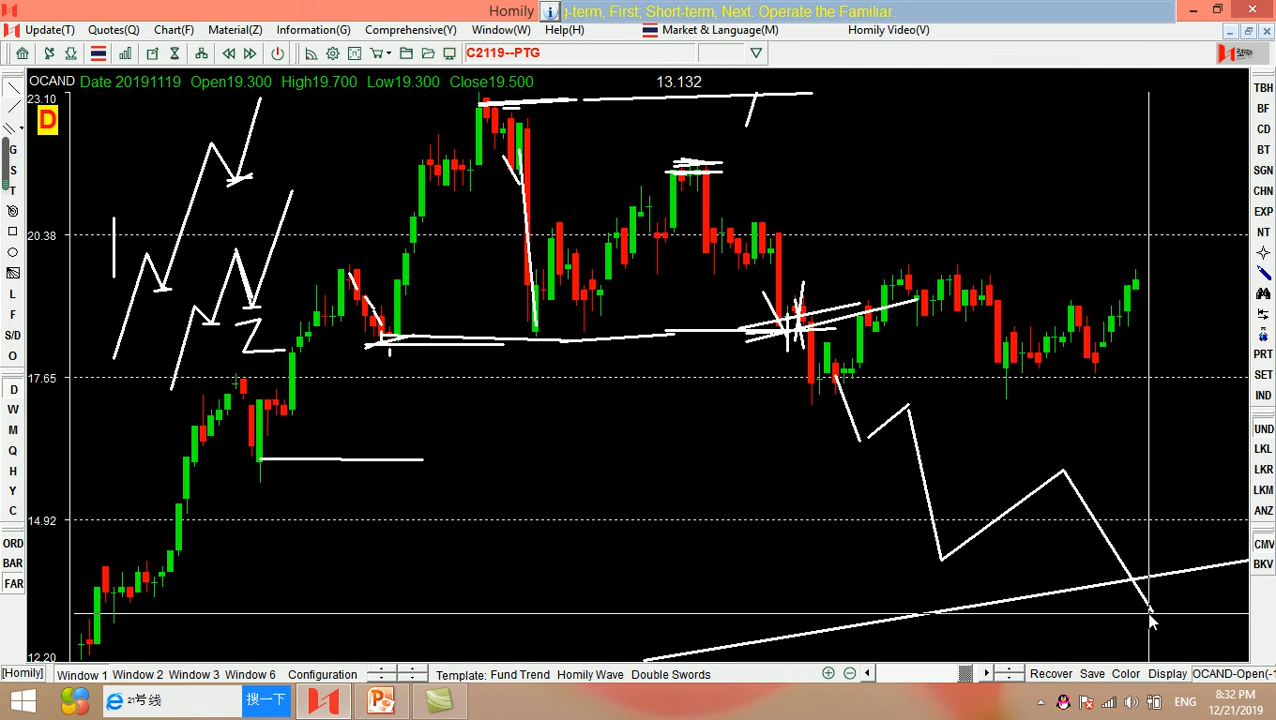 Homily
g-term, First; Short-term, Next. Operate the Familiar.
Update(T) Quotes(Q) Chart(F) Material(Z) Information(G) Comprehensive(Y) Window(W) Help(H) Market & Language(M) Homily Video(V)
C2119--PTG
OCAND Date 20191119 Open19.300 High19.700 Low19.300 Close19.500 13.132
23.10
D
20.38
17.65
14.92
12.20
G
S
T
L
F
S/D
O
D
W
M
Q
H
Y
C
ORD
BAR
FAR
TBH
BF
CD
BT
SGN
CHN
EXP
NT
PRT
SET
IND
UND
LKL
LKR
LKM
ANZ
CMV
BKV
[Homily] Window 1 Window 2 Window 3 Window 6 Configuration Template: Fund Trend Homily Wave Double Swords Recover Save Color Display OCAND-Open(-1
搜一下
ENG
8:32 PM
12/21/2019